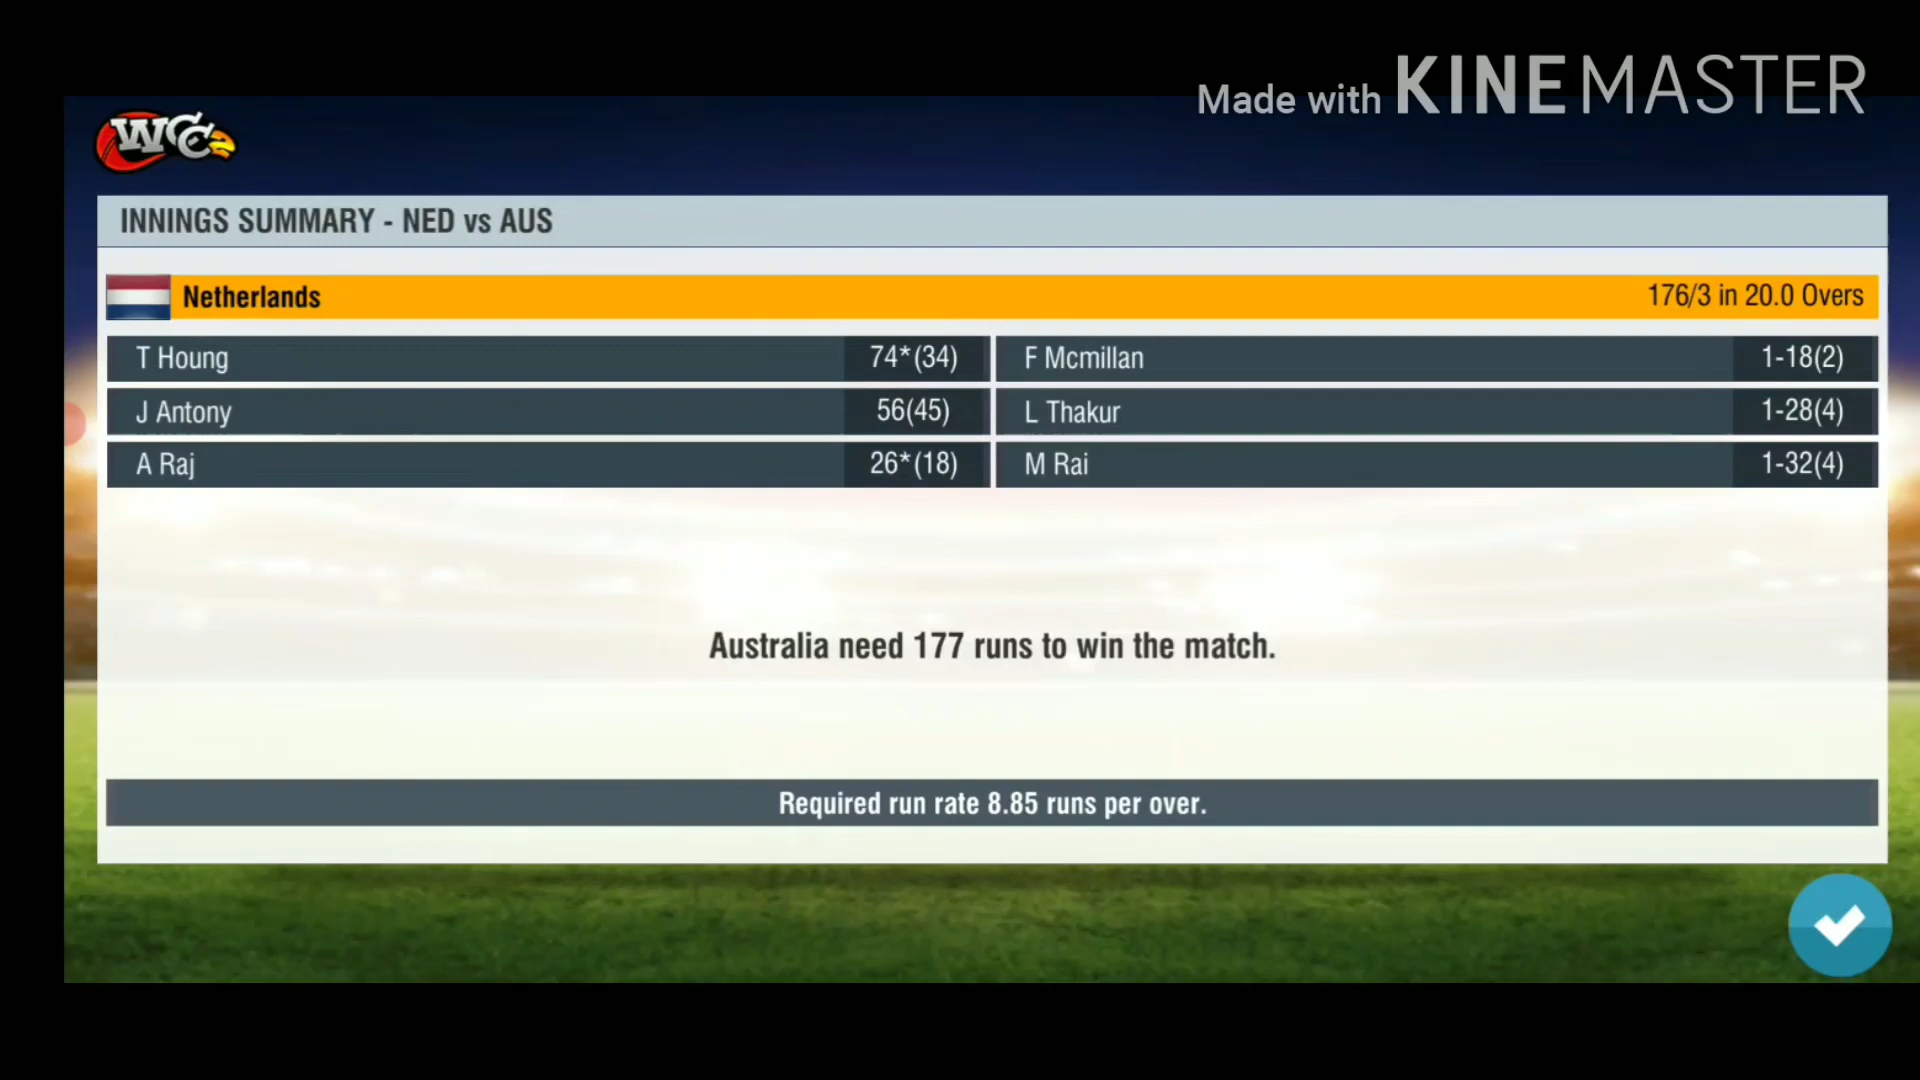 Made with KINEMASTER
WCC
INNINGS SUMMARY - NED vs AUS
Netherlands 176/3 in 20.0 Overs
T Houng 74*(34) F Mcmillan 1-18(2)
J Antony 56(45) L Thakur 1-28(4)
A Raj 26*(18) M Rai 1-32(4)
Australia need 177 runs to win the match.
Required run rate 8.85 runs per over.